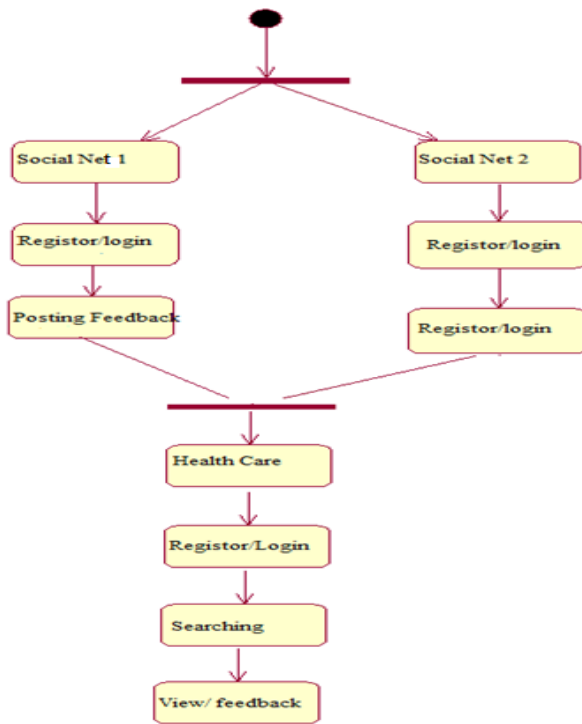 Social Net 1
Social Net 2
Registor/login
Registor/login
Posting Feedback
Registor/login
Health Care
Registor/Login
Searching
View/ feedback